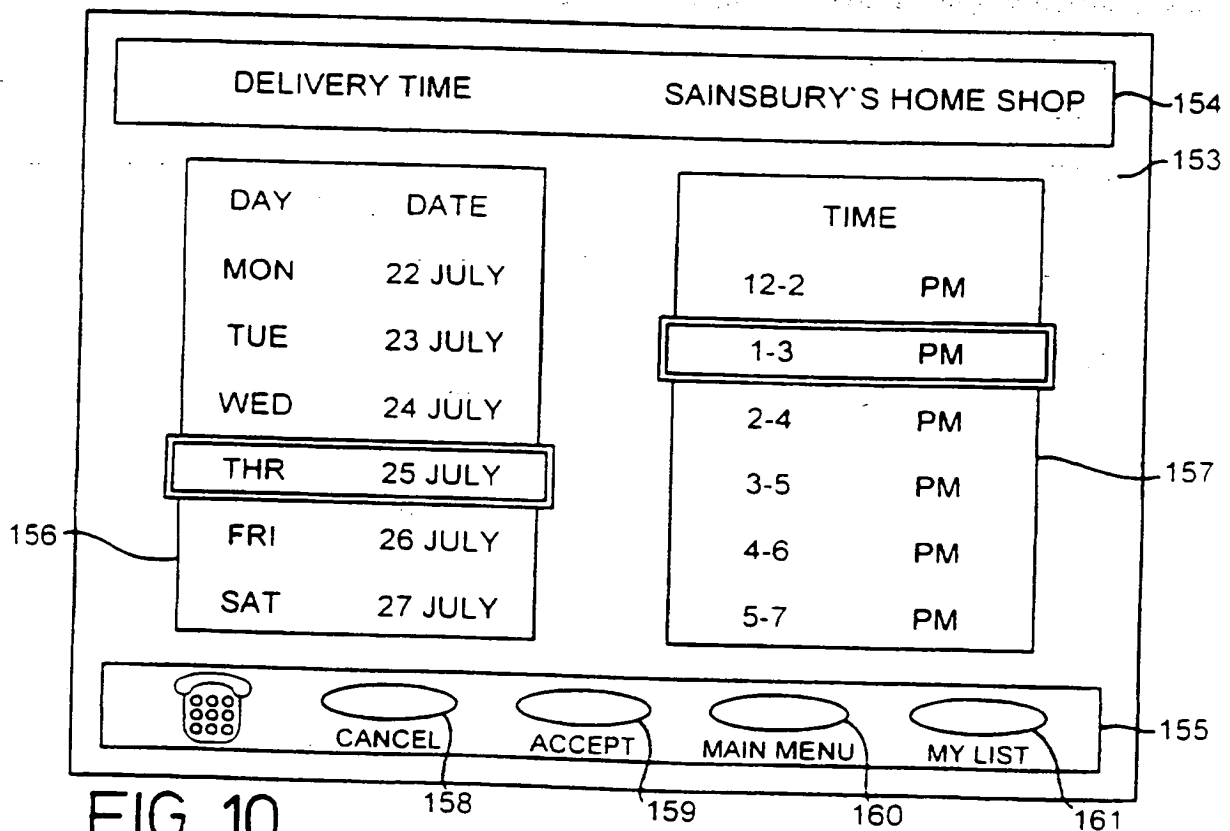 DELIVERY TIME SAINSBURY`S HOME SHOP
154
153
DAY DATE
MON 22 JULY
TUE 23 JULY
WED 24 JULY
THR 25 JULY
FRI 26 JULY
SAT 27 JULY
156
TIME
12-2 PM
1-3 PM
2-4 PM
3-5 PM
4-6 PM
5-7 PM
157
CANCEL ACCEPT MAIN MENU MY LIST
155
158 159 160 161
FIG. 10